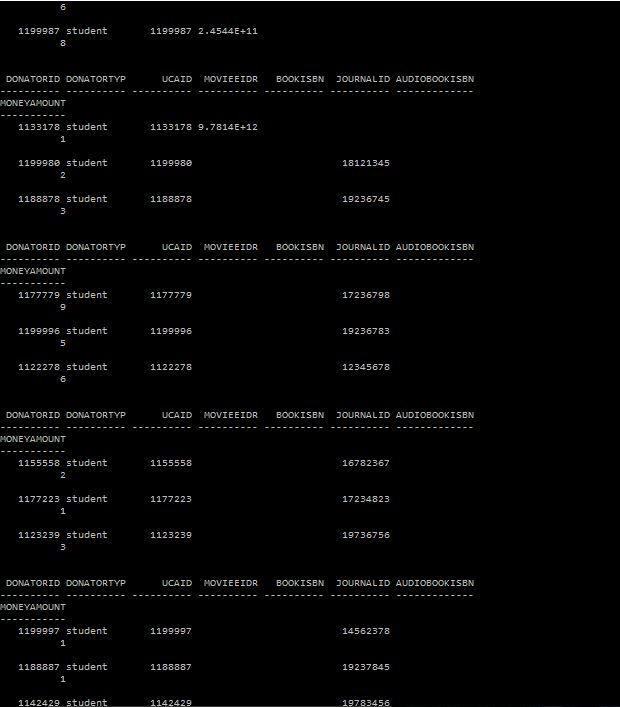 6
1199987 student 1199987 2.4544E+11
8
DONATORID DONATORTYP UCAID MOVIEEIDR BOOKISBN JOURNALID AUDIOBOOKISBN
---------- ---------- ---------- ---------- ---------- ---------- -------------
MONEYAMOUNT
-----------
1133178 student 1133178 9.7814E+12
1
1199980 student 1199980 18121345
2
1188878 student 1188878 19236745
3
DONATORID DONATORTYP UCAID MOVIEEIDR BOOKISBN JOURNALID AUDIOBOOKISBN
---------- ---------- ---------- ---------- ---------- ---------- -------------
MONEYAMOUNT
-----------
1177779 student 1177779 17236798
9
1199996 student 1199996 19236783
5
1122278 student 1122278 12345678
6
DONATORID DONATORTYP UCAID MOVIEEIDR BOOKISBN JOURNALID AUDIOBOOKISBN
---------- ---------- ---------- ---------- ---------- ---------- -------------
MONEYAMOUNT
-----------
1155558 student 1155558 16782367
2
1177223 student 1177223 17234823
1
1123239 student 1123239 19736756
3
DONATORID DONATORTYP UCAID MOVIEEIDR BOOKISBN JOURNALID AUDIOBOOKISBN
---------- ---------- ---------- ---------- ---------- ---------- -------------
MONEYAMOUNT
-----------
1199997 student 1199997 14562378
1
1188887 student 1188887 19237845
1
1142429 student 1142429 19783456